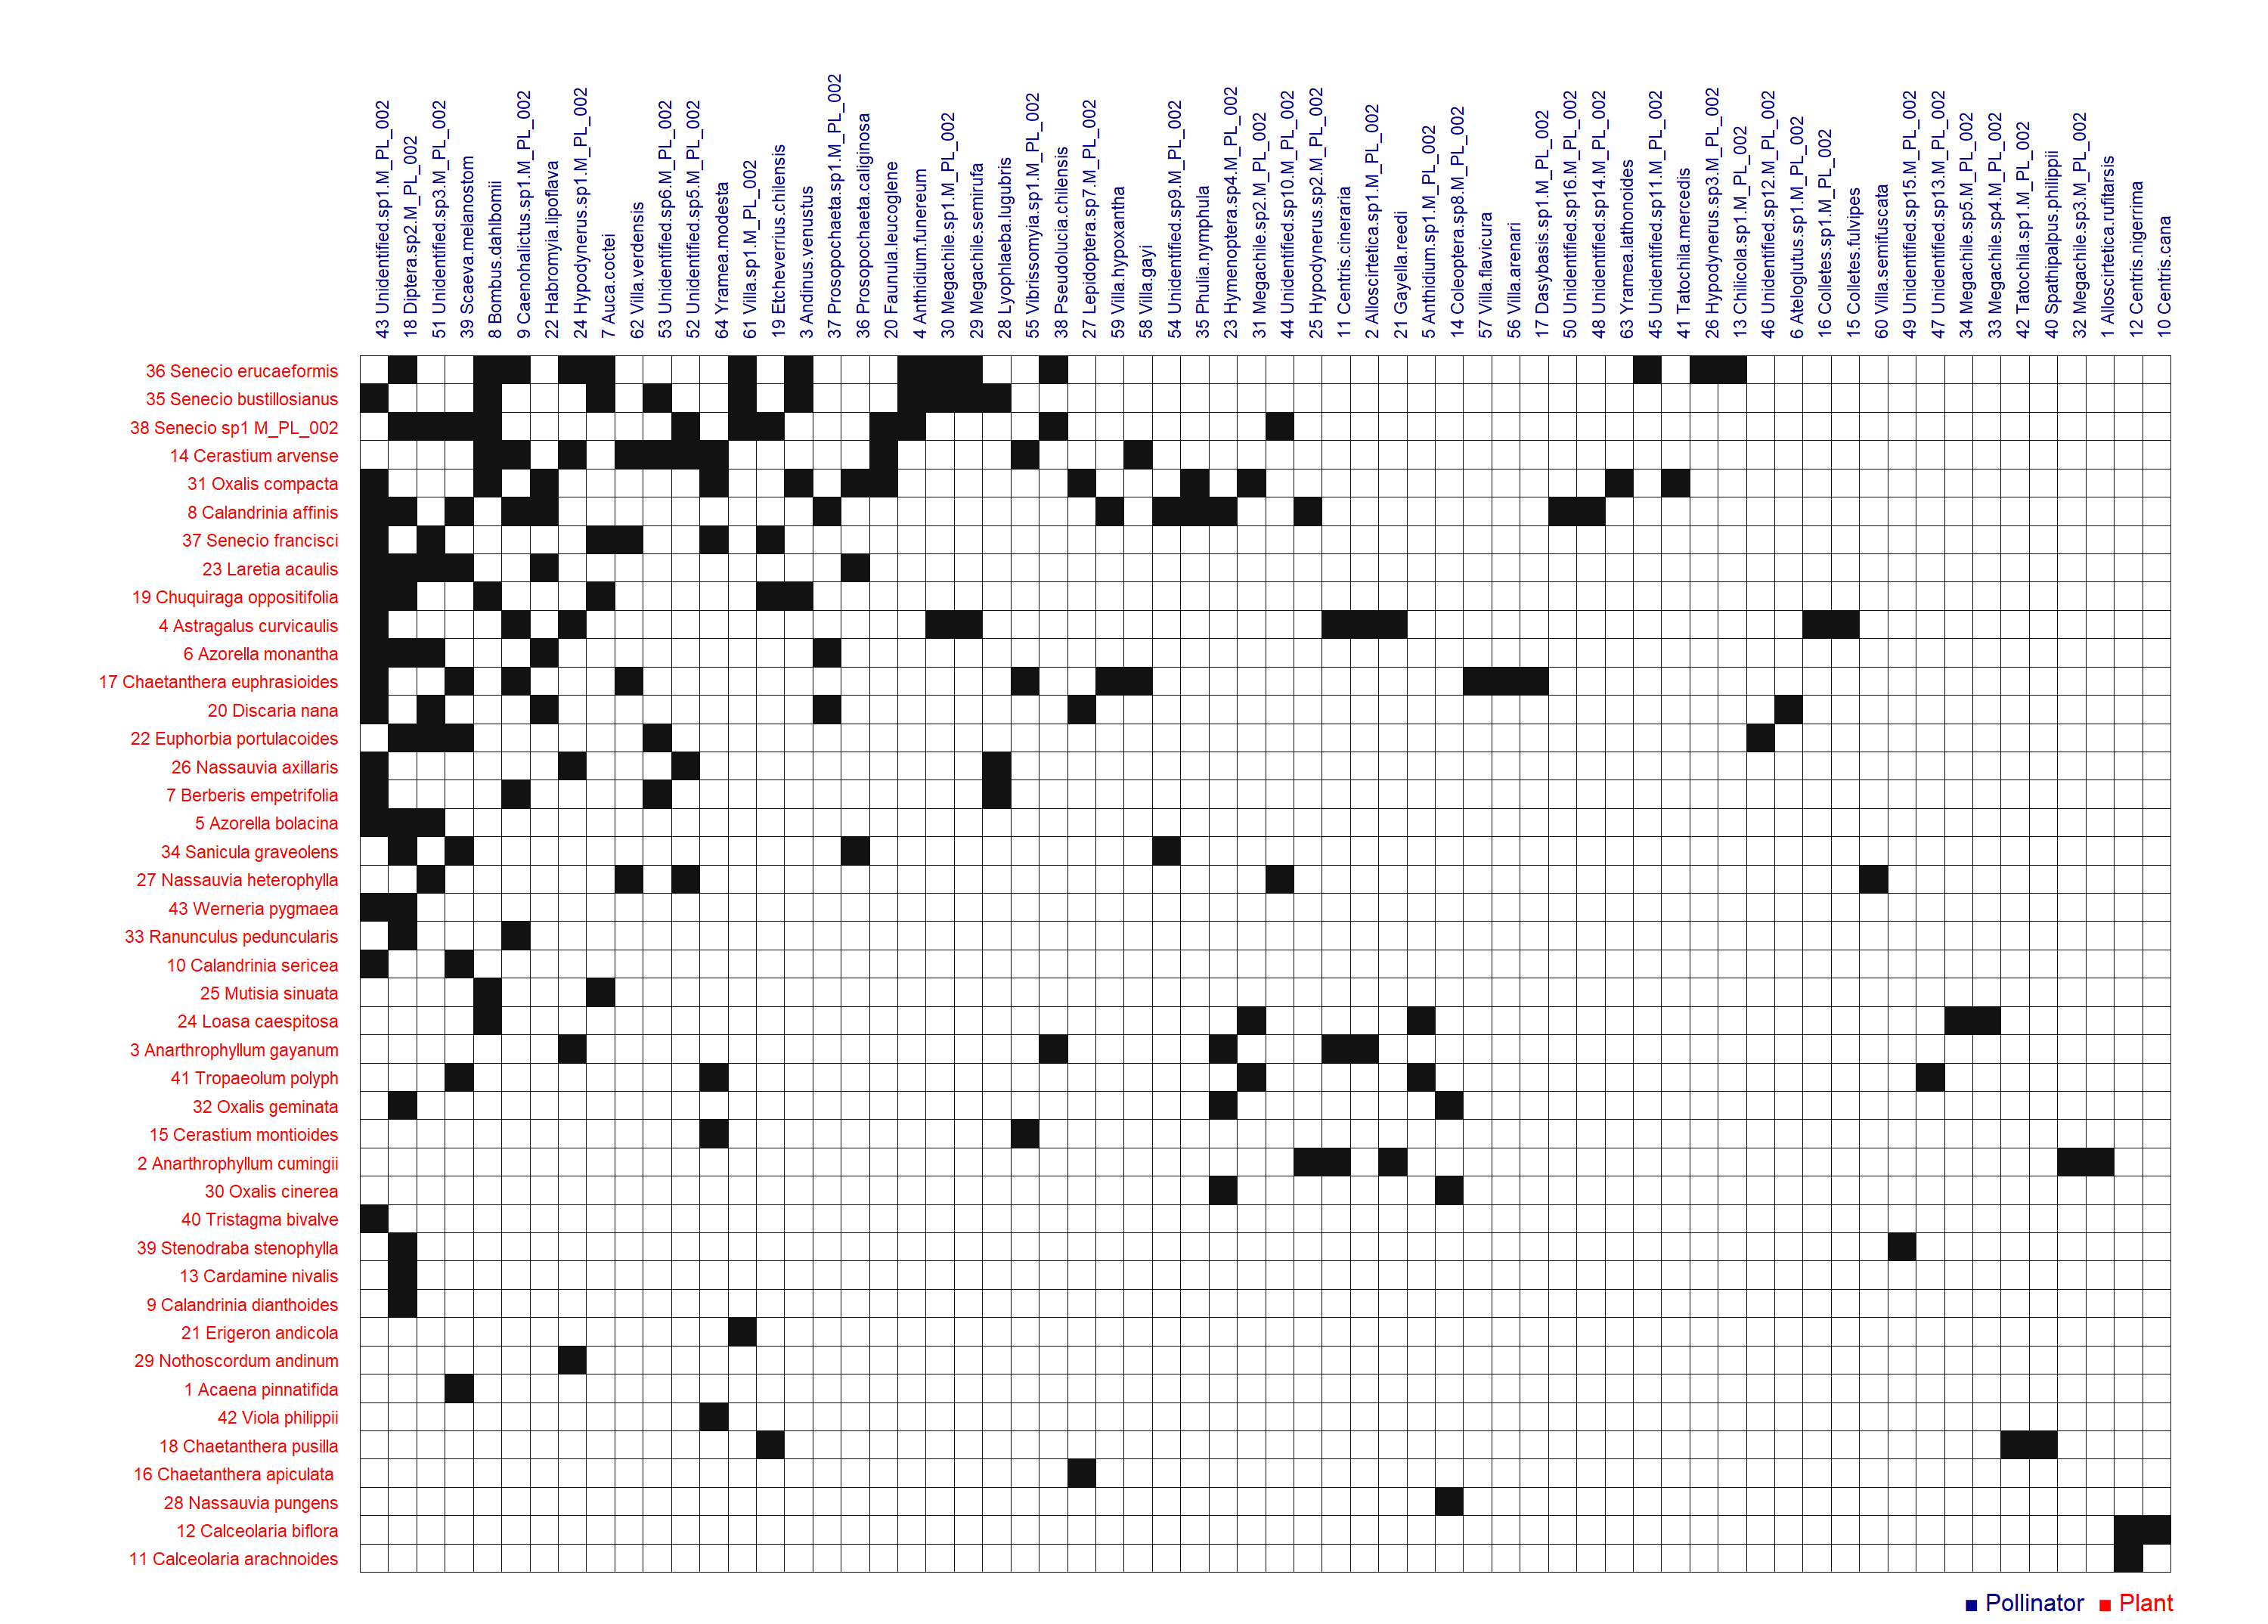 43 Unidentified.sp1.M_PL_002
18 Diptera.sp2.M_PL_002
51 Unidentified.sp3.M_PL_002
39 Scaeva.melanostom
8 Bombus.dahlbomii
9 Caenohalictus.sp1.M_PL_002
22 Habromyia.lipoflava
24 Hypodynerus.sp1.M_PL_002
7 Auca.coctei
62 Villa.verdensis
53 Unidentified.sp6.M_PL_002
52 Unidentified.sp5.M_PL_002
64 Yramea.modesta
61 Villa.sp1.M_PL_002
19 Etcheverrius.chilensis
3 Andinus.venustus
37 Prosopochaeta.sp1.M_PL_002
36 Prosopochaeta.caliginosa
20 Faunula.leucoglene
4 Anthidium.funereum
30 Megachile.sp1.M_PL_002
29 Megachile.semirufa
28 Lyophlaeba.lugubris
55 Vibrissomyia.sp1.M_PL_002
38 Pseudolucia.chilensis
27 Lepidoptera.sp7.M_PL_002
59 Villa.hypoxantha
58 Villa.gayi
54 Unidentified.sp9.M_PL_002
35 Phulia.nymphula
23 Hymenoptera.sp4.M_PL_002
31 Megachile.sp2.M_PL_002
44 Unidentified.sp10.M_PL_002
25 Hypodynerus.sp2.M_PL_002
11 Centris.cineraria
2 Alloscirtetica.sp1.M_PL_002
21 Gayella.reedi
5 Anthidium.sp1.M_PL_002
14 Coleoptera.sp8.M_PL_002
57 Villa.flavicura
56 Villa.arenari
17 Dasybasis.sp1.M_PL_002
50 Unidentified.sp16.M_PL_002
48 Unidentified.sp14.M_PL_002
63 Yramea.lathonoides
45 Unidentified.sp11.M_PL_002
41 Tatochila.mercedis
26 Hypodynerus.sp3.M_PL_002
13 Chilicola.sp1.M_PL_002
46 Unidentified.sp12.M_PL_002
6 Ateloglutus.sp1.M_PL_002
16 Colletes.sp1.M_PL_002
15 Colletes.fulvipes
60 Villa.semifuscata
49 Unidentified.sp15.M_PL_002
47 Unidentified.sp13.M_PL_002
34 Megachile.sp5.M_PL_002
33 Megachile.sp4.M_PL_002
42 Tatochila.sp1.M_PL_002
40 Spathipalpus.philippii
32 Megachile.sp3.M_PL_002
1 Alloscirtetica.rufitarsis
12 Centris.nigerrima
10 Centris.cana
36 Senecio erucaeformis
35 Senecio bustillosianus
38 Senecio sp1 M_PL_002
14 Cerastium arvense
31 Oxalis compacta
8 Calandrinia affinis
37 Senecio francisci
23 Laretia acaulis
19 Chuquiraga oppositifolia
4 Astragalus curvicaulis
6 Azorella monantha
17 Chaetanthera euphrasioides
20 Discaria nana
22 Euphorbia portulacoides
26 Nassauvia axillaris
7 Berberis empetrifolia
5 Azorella bolacina
34 Sanicula graveolens
27 Nassauvia heterophylla
43 Werneria pygmaea
33 Ranunculus peduncularis
10 Calandrinia sericea
25 Mutisia sinuata
24 Loasa caespitosa
3 Anarthrophyllum gayanum
41 Tropaeolum polyph
32 Oxalis geminata
15 Cerastium montioides
2 Anarthrophyllum cumingii
30 Oxalis cinerea
40 Tristagma bivalve
39 Stenodraba stenophylla
13 Cardamine nivalis
9 Calandrinia dianthoides
21 Erigeron andicola
29 Nothoscordum andinum
1 Acaena pinnatifida
42 Viola philippii
18 Chaetanthera pusilla
16 Chaetanthera apiculata
28 Nassauvia pungens
12 Calceolaria biflora
11 Calceolaria arachnoides
Pollinator Plant